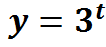 y = 3^t